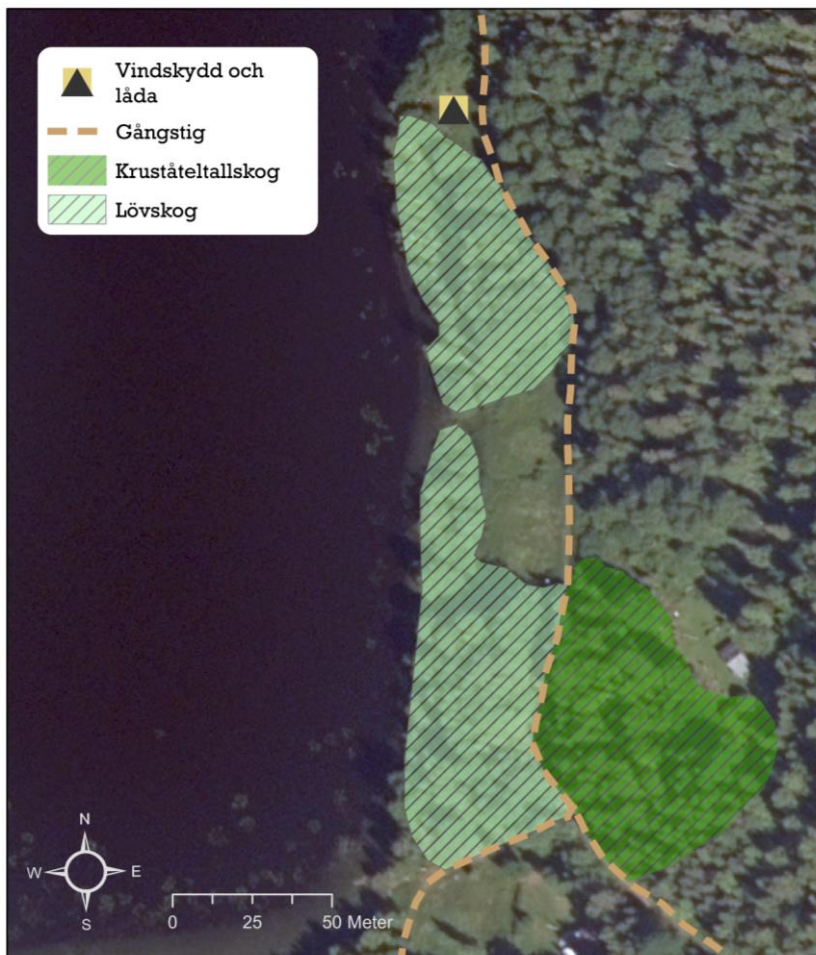 Vindskydd och
låda
Gångstig
Kruståteltallskog
Lövskog
N
W
E
S
0
25
50 Meter